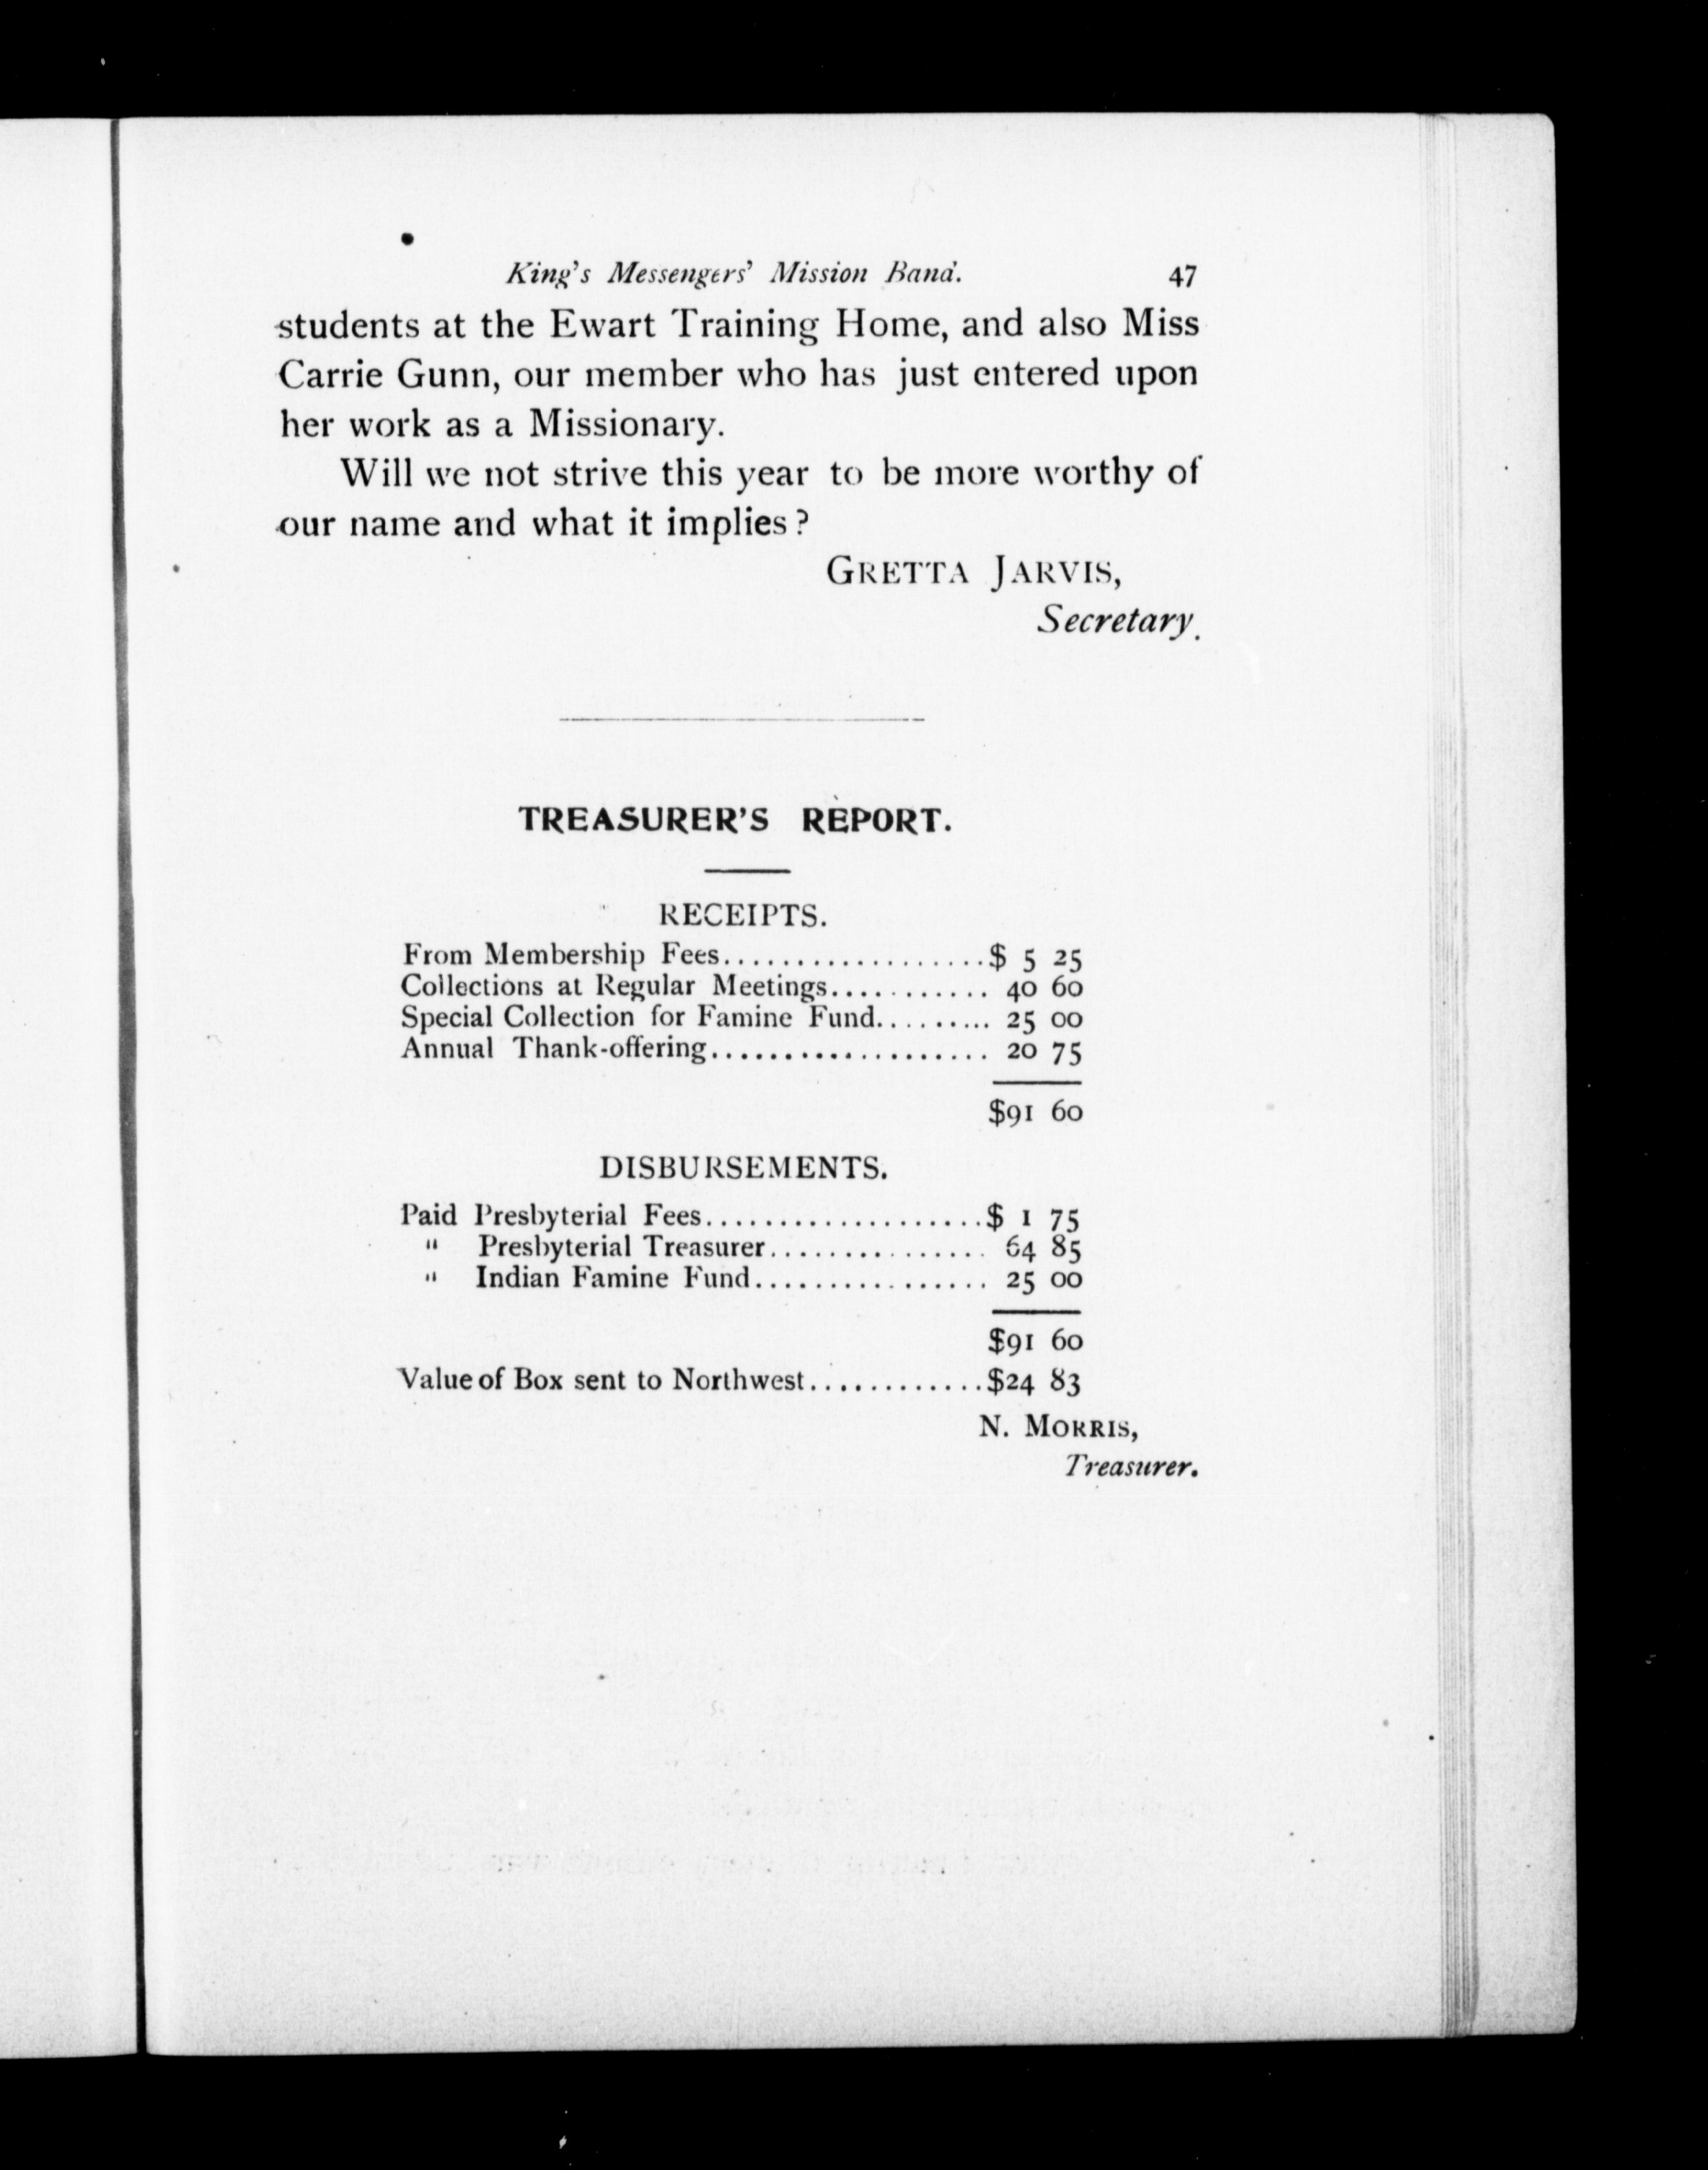 King's Messengers' Mission Band. 47
students at the Ewart Training Home, and also Miss
Carrie Gunn, our member who has just entered upon
her work as a Missionary.
Will we not strive this year to be more worthy of
our name and what it implies?
GRETTA JARVIS,
Secretary.
TREASURER'S REPORT.
RECEIPTS.
From Membership Fees..................$ 5 25
Collections at Regular Meetings........... 40 60
Special Collection for Famine Fund.......... 25 00
Annual Thank-offering................... 20 75
$91 60
DISBURSEMENTS.
Paid Presbyterial Fees...................$ 1 75
" Presbyterial Treasurer............... 64 85
" Indian Famine Fund................ 25 00
$91 60
Value of Box sent to Northwest............$24 83
N. MORRIS,
Treasurer.